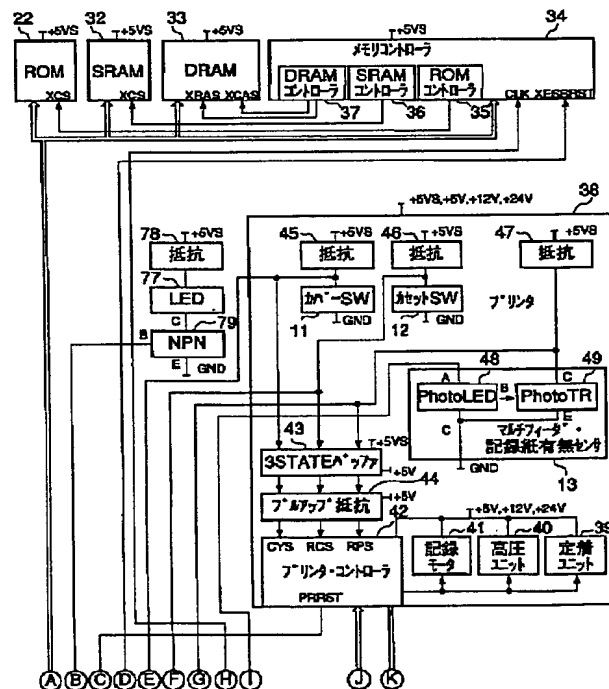 22 32 33 34
+5VS +5VS +5VS +5VS
ROM XCS
SRAM XCS
DRAM XRAS XCAS
メモリコントローラ
DRAM コントローラ
SRAM コントローラ
ROM コントローラ
37 36 35
CLK
+5VS,+5V,+12V,+24V
38
78 +5VS
抵抗
77
LED
C 79
B NPN
E GND
45 +5VS
抵抗
カバーSW
11 GND
46 +5VS
抵抗
カセットSW
12 GND
47 +5VS
抵抗
プリンタ
A 48 C 49
PhotoLED B PhotoTR
C E
マルチフィーダ・
記録紙有無センサ
GND 13
43 +5VS
3STATEバッファ
+5V
44
プルアップ抵抗 +5V
42
CYS RCS RPS
プリンタ・コントローラ
PRRST
+5V,+12V,+24V
41 40 39
記録モータ
高圧ユニット
定着ユニット
A B C D E F G H I J K